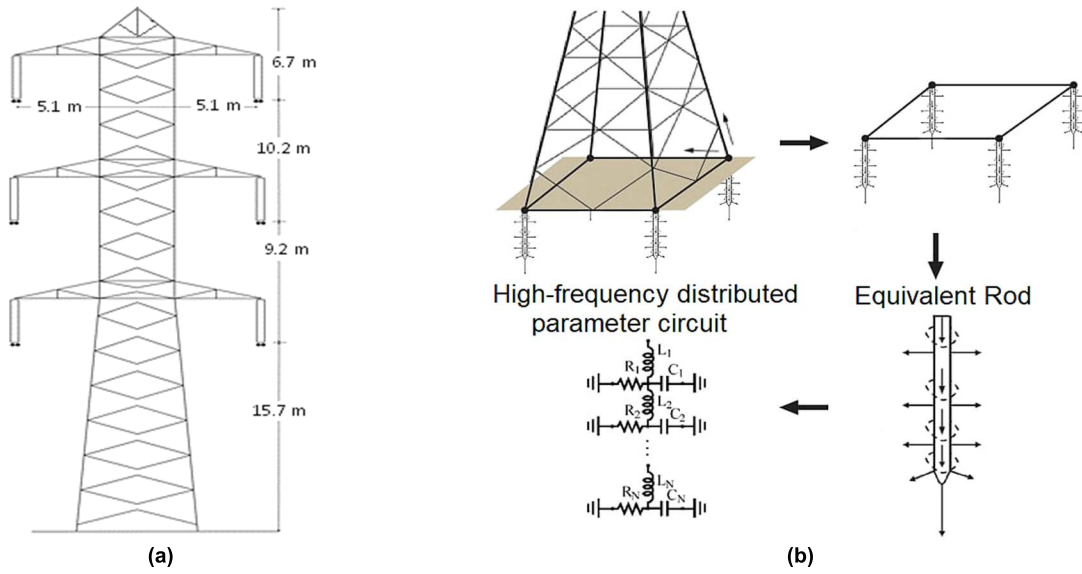 6.7 m
5.1 m
5.1 m
10.2 m
9.2 m
15.7 m
(a)
High-frequency distributed
parameter circuit
Equivalent Rod
L1
R1
C1
L2
R2
C2
LN
RN
CN
(b)